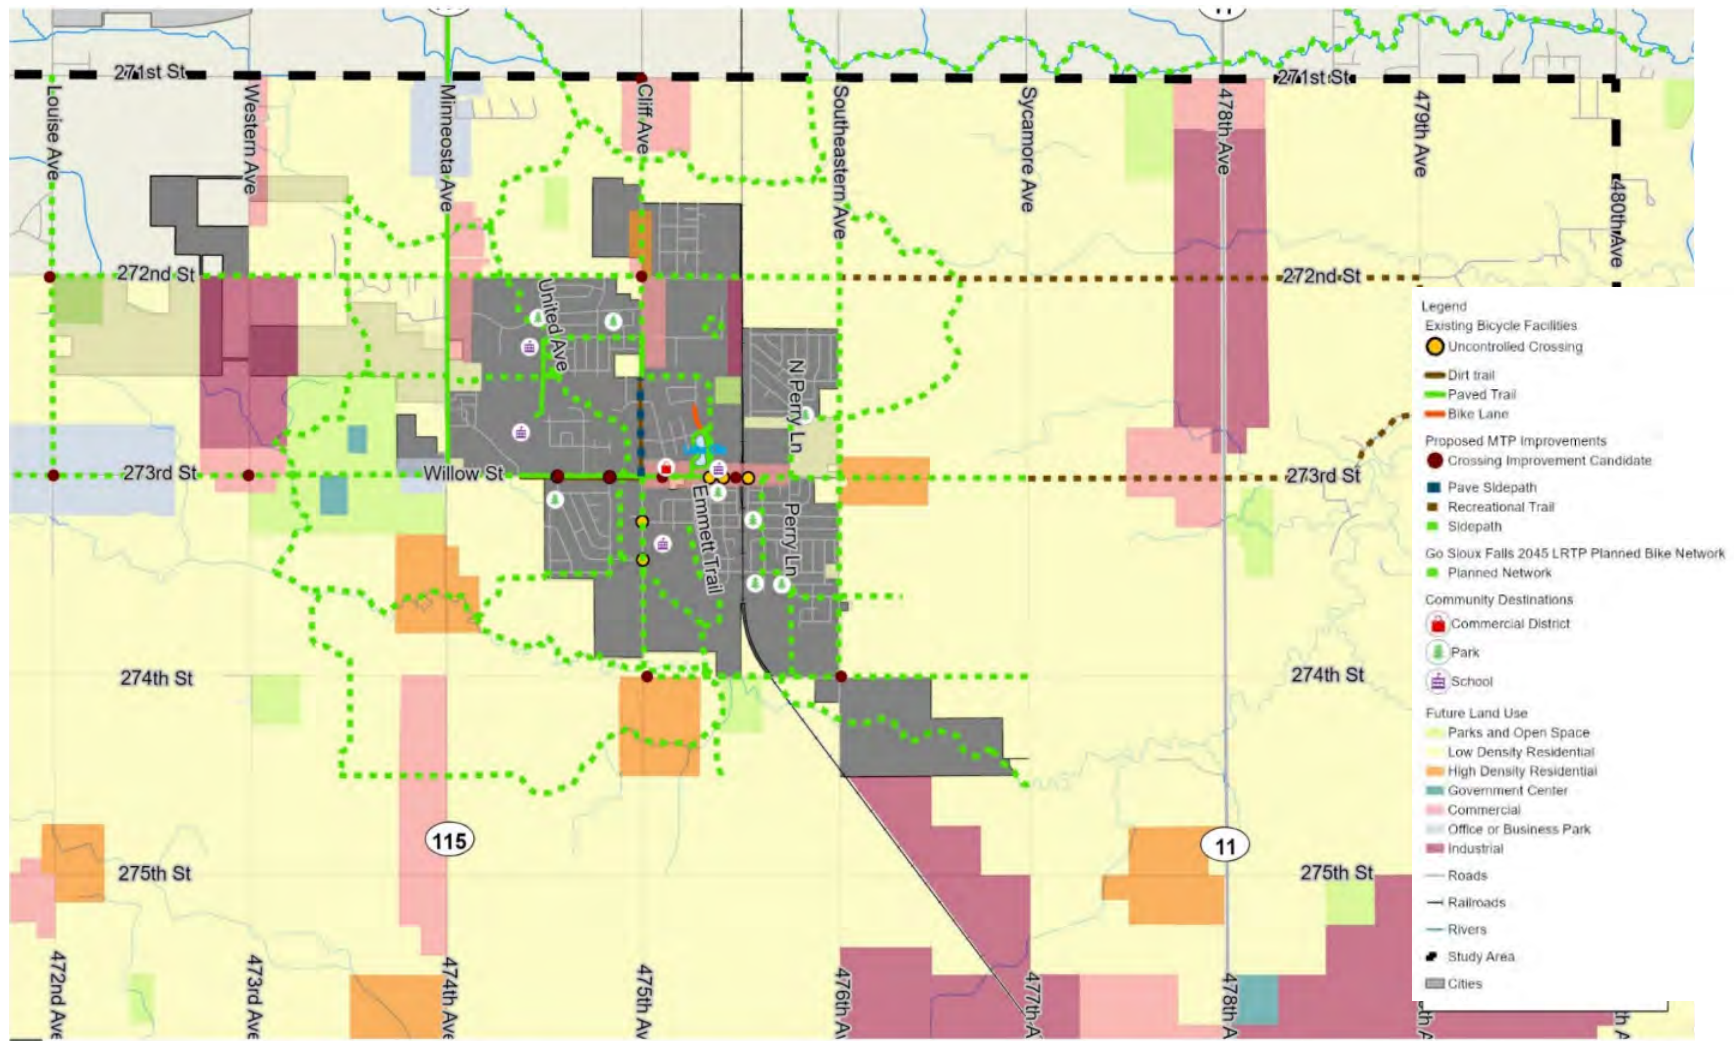 271st St
271st St
Louise Ave
Western Ave
Minneosta Ave
Cliff Ave
Southeastern Ave
Sycamore Ave
478th Ave
479th Ave
480th Ave
272nd St
272nd St
United Ave
N Perry Ln
273rd St
Willow St
273rd St
Emmett Trail
Perry Ln
274th St
274th St
115
11
275th St
275th St
472nd Ave
473rd Ave
474th Ave
475th Av
476th A
477th A
478th A
Legend
Existing Bicycle Facilities
Uncontrolled Crossing
Dirt trail
Paved Trail
Bike Lane
Proposed MTP Improvements
Crossing Improvement Candidate
Pave Sidepath
Recreational Trail
Sidepath
Go Sioux Falls 2045 LRTP Planned Bike Network
Planned Network
Community Destinations
Commercial District
Park
School
Future Land Use
Parks and Open Space
Low Density Residential
High Density Residential
Government Center
Commercial
Office or Business Park
Industrial
Roads
Railroads
Rivers
Study Area
Cities